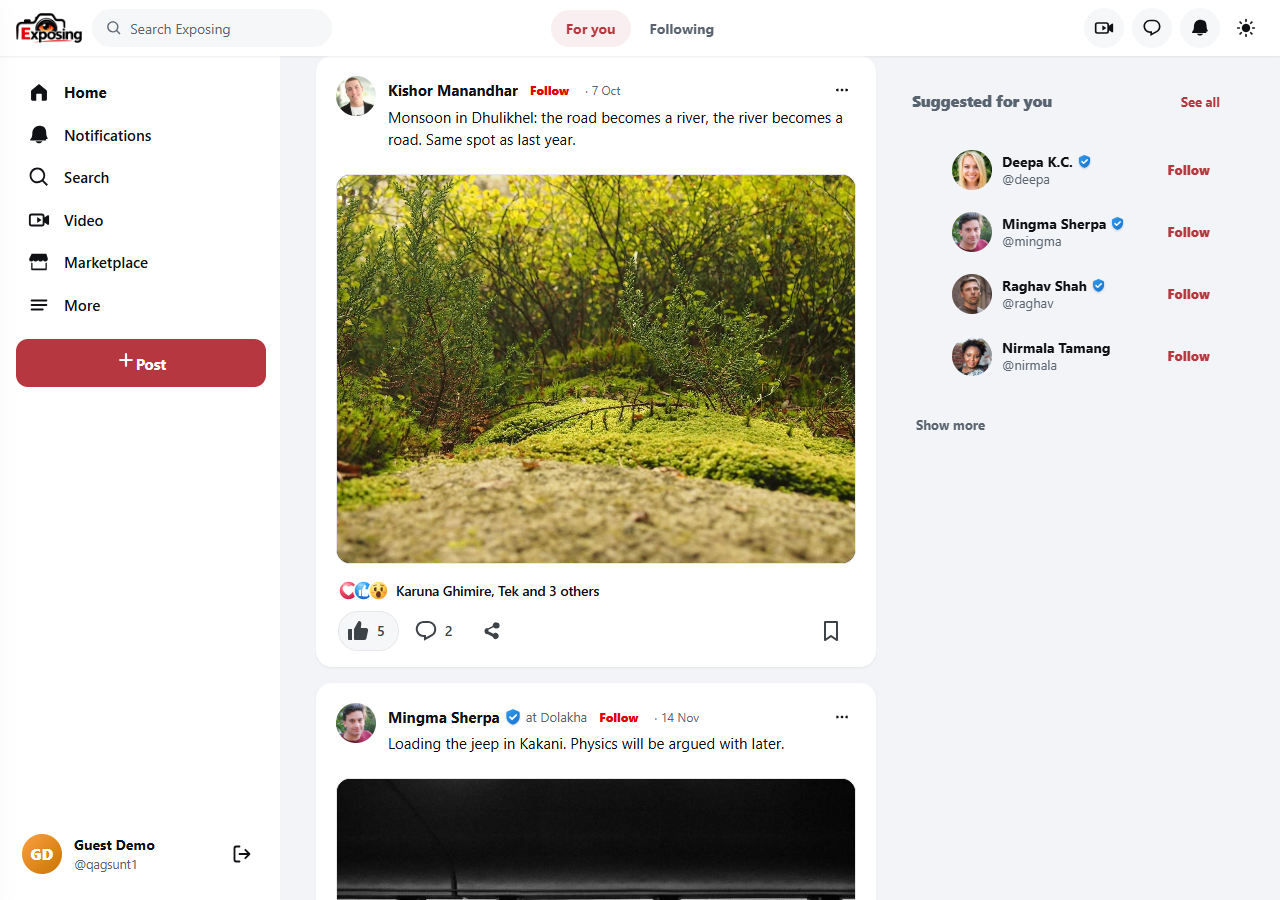 Exposing
Search Exposing
For you
Following
Home
Notifications
Search
Video
Marketplace
More
+ Post
Guest Demo
@qagsunt1
GD
Kishor Manandhar Follow · 7 Oct
Monsoon in Dhulikhel: the road becomes a river, the river becomes a
road. Same spot as last year.
Karuna Ghimire, Tek and 3 others
5
2
Mingma Sherpa at Dolakha Follow · 14 Nov
Loading the jeep in Kakani. Physics will be argued with later.
Suggested for you
See all
Deepa K.C.
@deepa
Follow
Mingma Sherpa
@mingma
Follow
Raghav Shah
@raghav
Follow
Nirmala Tamang
@nirmala
Follow
Show more